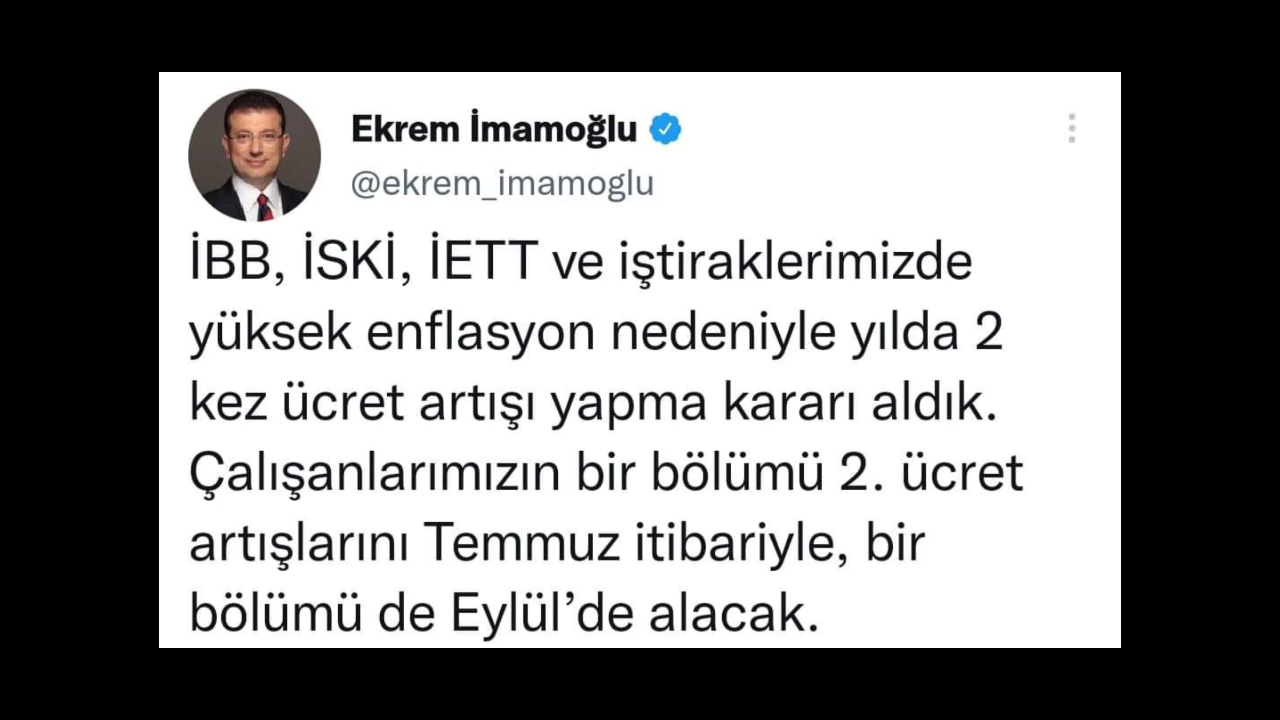 Ekrem İmamoğlu
@ekrem_imamoglu
İBB, İSKİ, İETT ve iştiraklerimizde
yüksek enflasyon nedeniyle yılda 2
kez ücret artışı yapma kararı aldık.
Çalışanlarımızın bir bölümü 2. ücret
artışlarını Temmuz itibariyle, bir
bölümü de Eylül’de alacak.